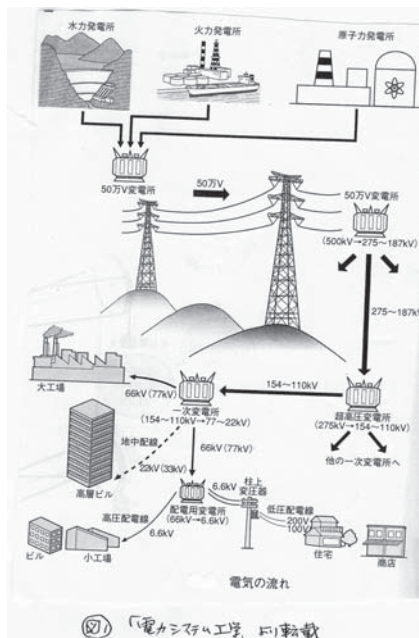 水力発電所
火力発電所
原子力発電所
50万V変電所
50万V
50万V変電所
(500kV→275~187kV)
275~187kV
大工場
66kV(77kV)
154~110kV
一次変電所
(154~110kV→77~22kV)
超高圧変電所
(275kV→154~110kV)
地中配線
22kV(33kV)
66kV(77kV)
他の一次変電所へ
高層ビル
高圧配電線
6.6kV
配電用変電所
(66kV→6.6kV)
6.6kV
柱上
変圧器
低圧配電線
200V
100V
ビル
小工場
住宅
商店
電気の流れ
図1 「電力システム工学」より転載